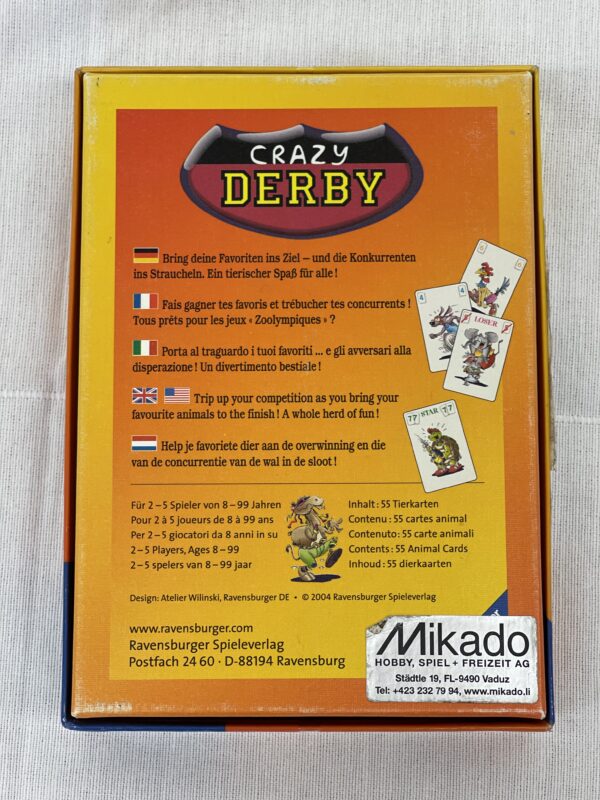 CRAZY
DERBY
Bring deine Favoriten ins Ziel – und die Konkurrenten
ins Straucheln. Ein tierischer Spaß für alle !
Fais gagner tes favoris et trébucher tes concurrents !
Tous prêts pour les jeux « Zoolympiques » ?
Porta al traguardo i tuoi favoriti ... e gli avversari alla
disperazione ! Un divertimento bestiale !
Trip up your competition as you bring your
favourite animals to the finish ! A whole herd of fun !
Help je favoriete dier aan de overwinning en die
van de concurrentie van de wal in de sloot !
6 6
4 4
LOSER
77 STAR 77
Für 2 – 5 Spieler von 8 – 99 Jahren
Pour 2 à 5 joueurs de 8 à 99 ans
Per 2 – 5 giocatori da 8 anni in su
2 – 5 Players, Ages 8 – 99
2 – 5 spelers van 8 – 99 jaar
Inhalt : 55 Tierkarten
Contenu : 55 cartes animal
Contenuto : 55 carte animali
Contents : 55 Animal Cards
Inhoud : 55 dierkaarten
Design: Atelier Wilinski, Ravensburger DE • © 2004 Ravensburger Spieleverlag
www.ravensburger.com
Ravensburger Spieleverlag
Postfach 24 60 · D-88194 Ravensburg
Mikado
HOBBY, SPIEL + FREIZEIT AG
Städtle 19, FL-9490 Vaduz
Tel: +423 232 79 94, www.mikado.li